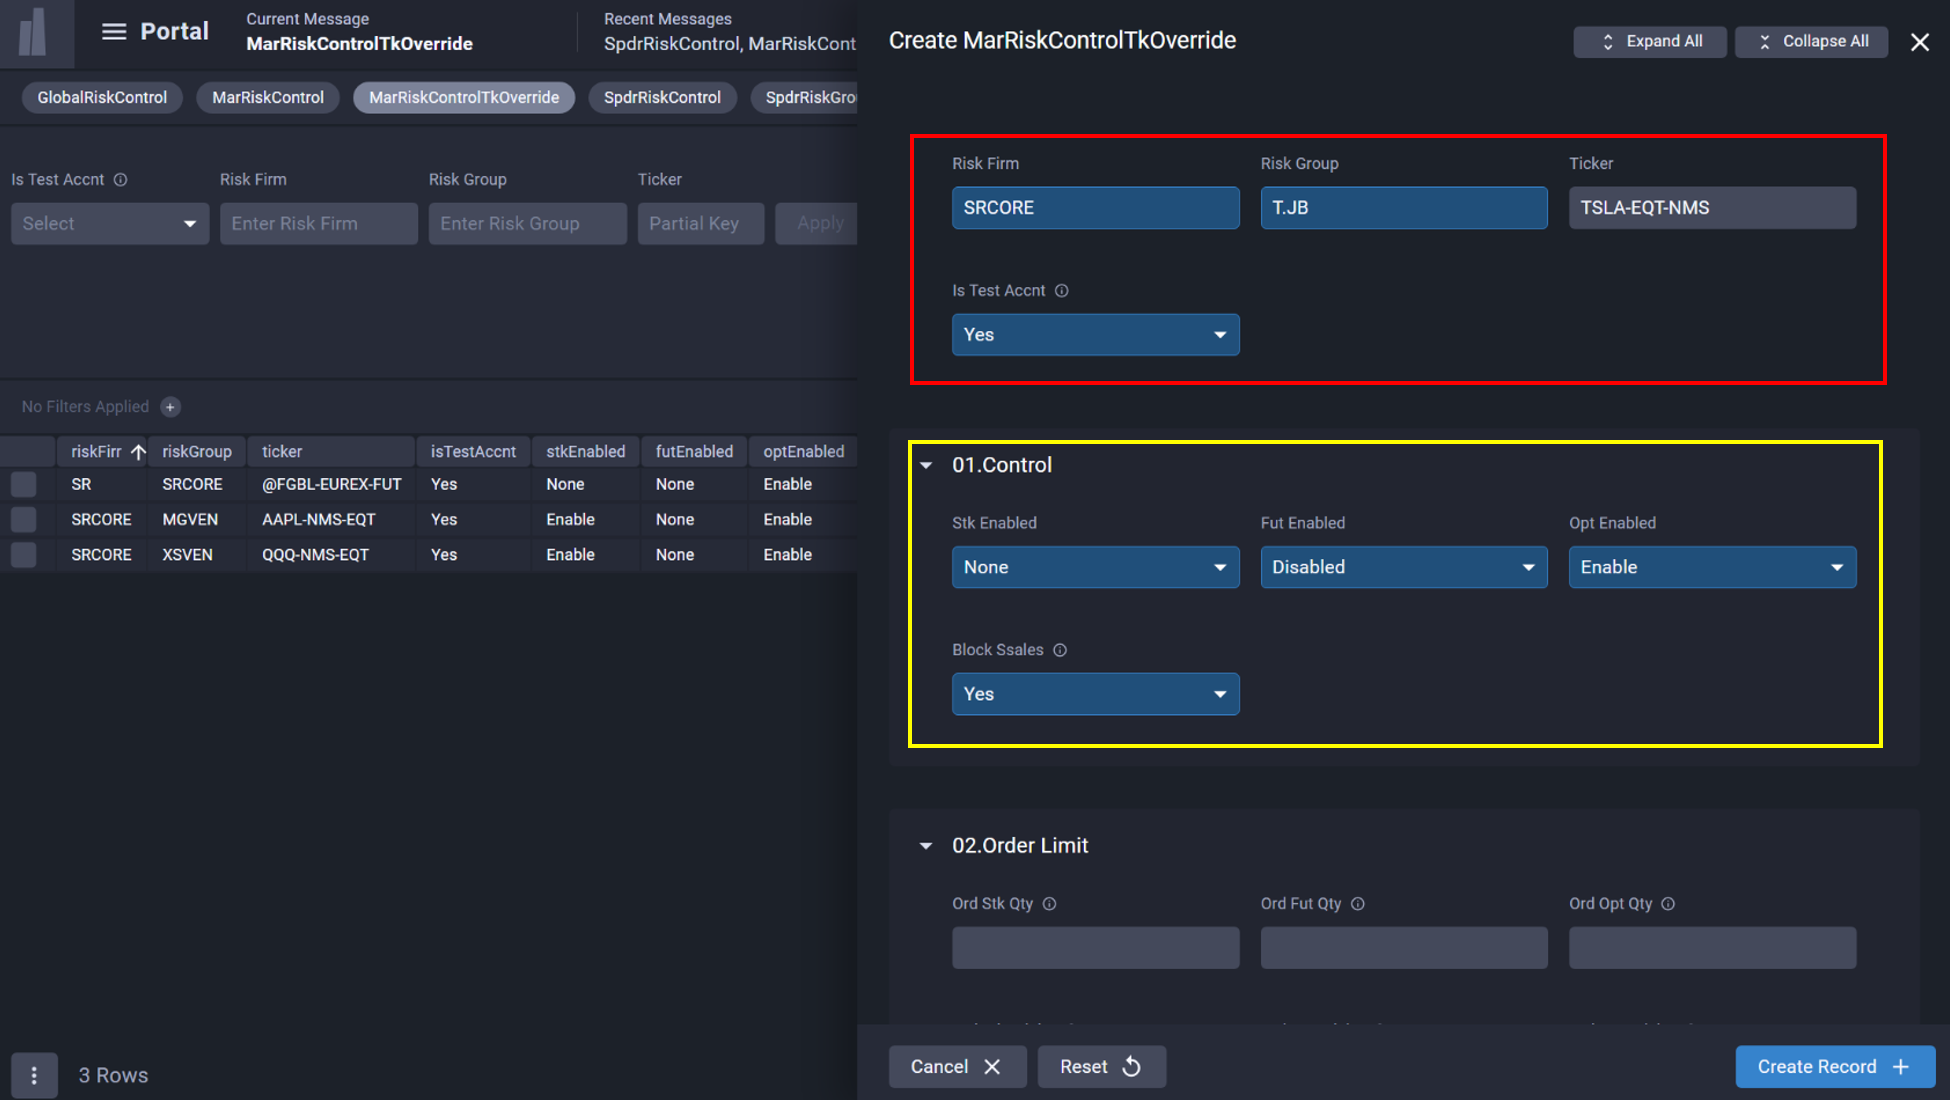 Portal
Current Message
MarRiskControlTkOverride
Recent Messages
SpdrRiskControl, MarRiskCont
GlobalRiskControl
MarRiskControl
MarRiskControlTkOverride
SpdrRiskControl
SpdrRiskGro
Is Test Accnt
Risk Firm
Risk Group
Ticker
Select
Enter Risk Firm
Enter Risk Group
Partial Key
Apply
No Filters Applied
riskFirr riskGroup ticker isTestAccnt stkEnabled futEnabled optEnabled
SR SRCORE @FGBL-EUREX-FUT Yes None None Enable
SRCORE MGVEN AAPL-NMS-EQT Yes Enable None Enable
SRCORE XSVEN QQQ-NMS-EQT Yes Enable None Enable
3 Rows
Create MarRiskControlTkOverride
Expand All
Collapse All
Risk Firm
Risk Group
Ticker
SRCORE
T.JB
TSLA-EQT-NMS
Is Test Accnt
Yes
01.Control
Stk Enabled
Fut Enabled
Opt Enabled
None
Disabled
Enable
Block Ssales
Yes
02.Order Limit
Ord Stk Qty
Ord Fut Qty
Ord Opt Qty
Cancel
Reset
Create Record